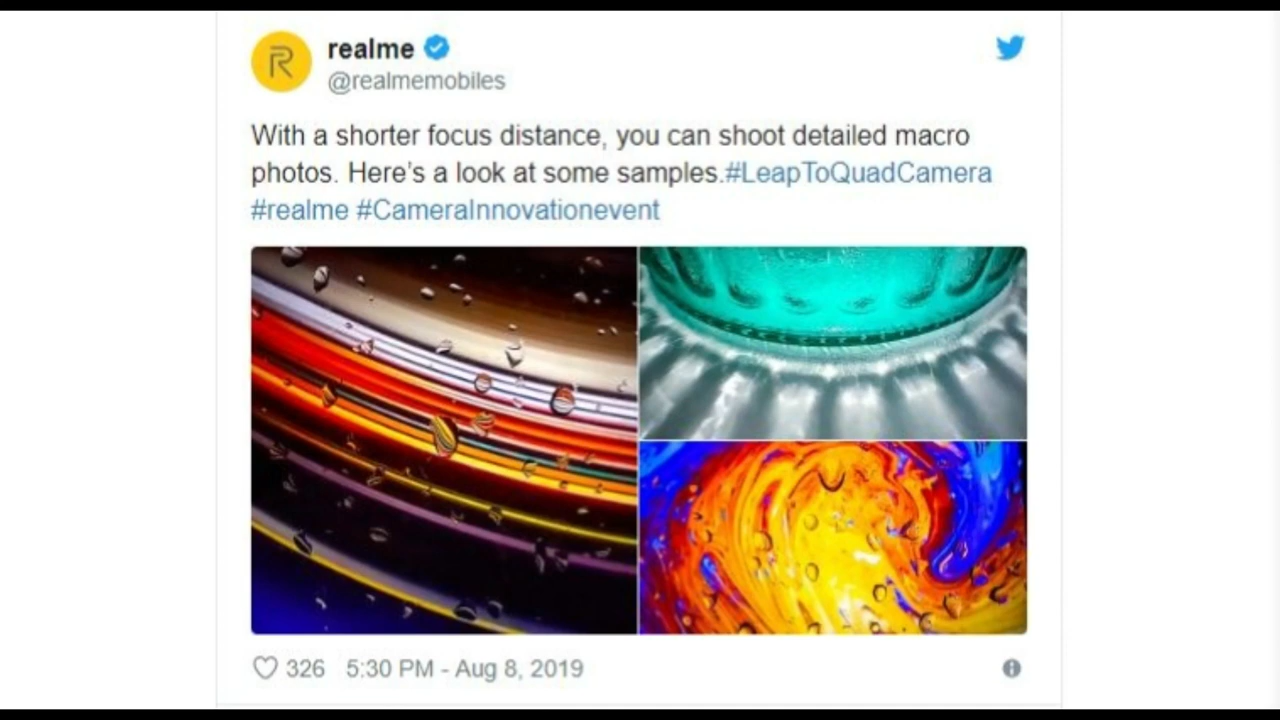 realme
@realmemobiles
With a shorter focus distance, you can shoot detailed macro
photos. Here's a look at some samples.#LeapToQuadCamera
#realme #CameraInnovationevent
326 5:30 PM - Aug 8, 2019